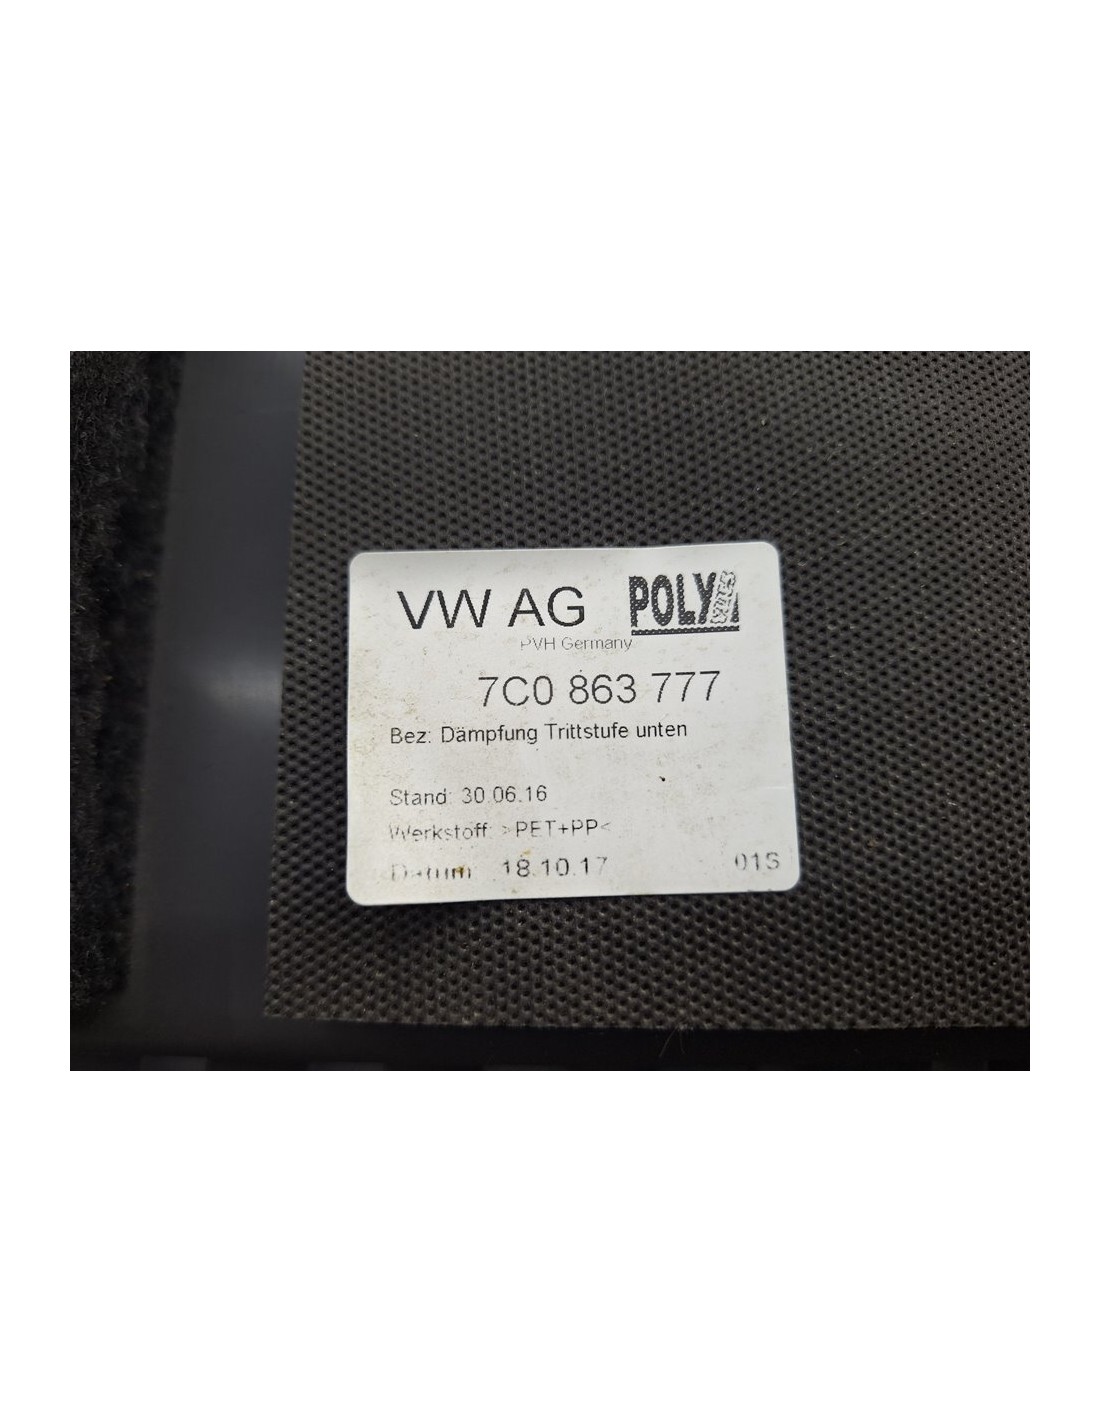 VW AG POLY
PVH Germany
7C0 863 777
Bez: Dämpfung Trittstufe unten
Stand: 30.06.16
Werkstoff: >PET+PP<
Datum 18.10.17 01S